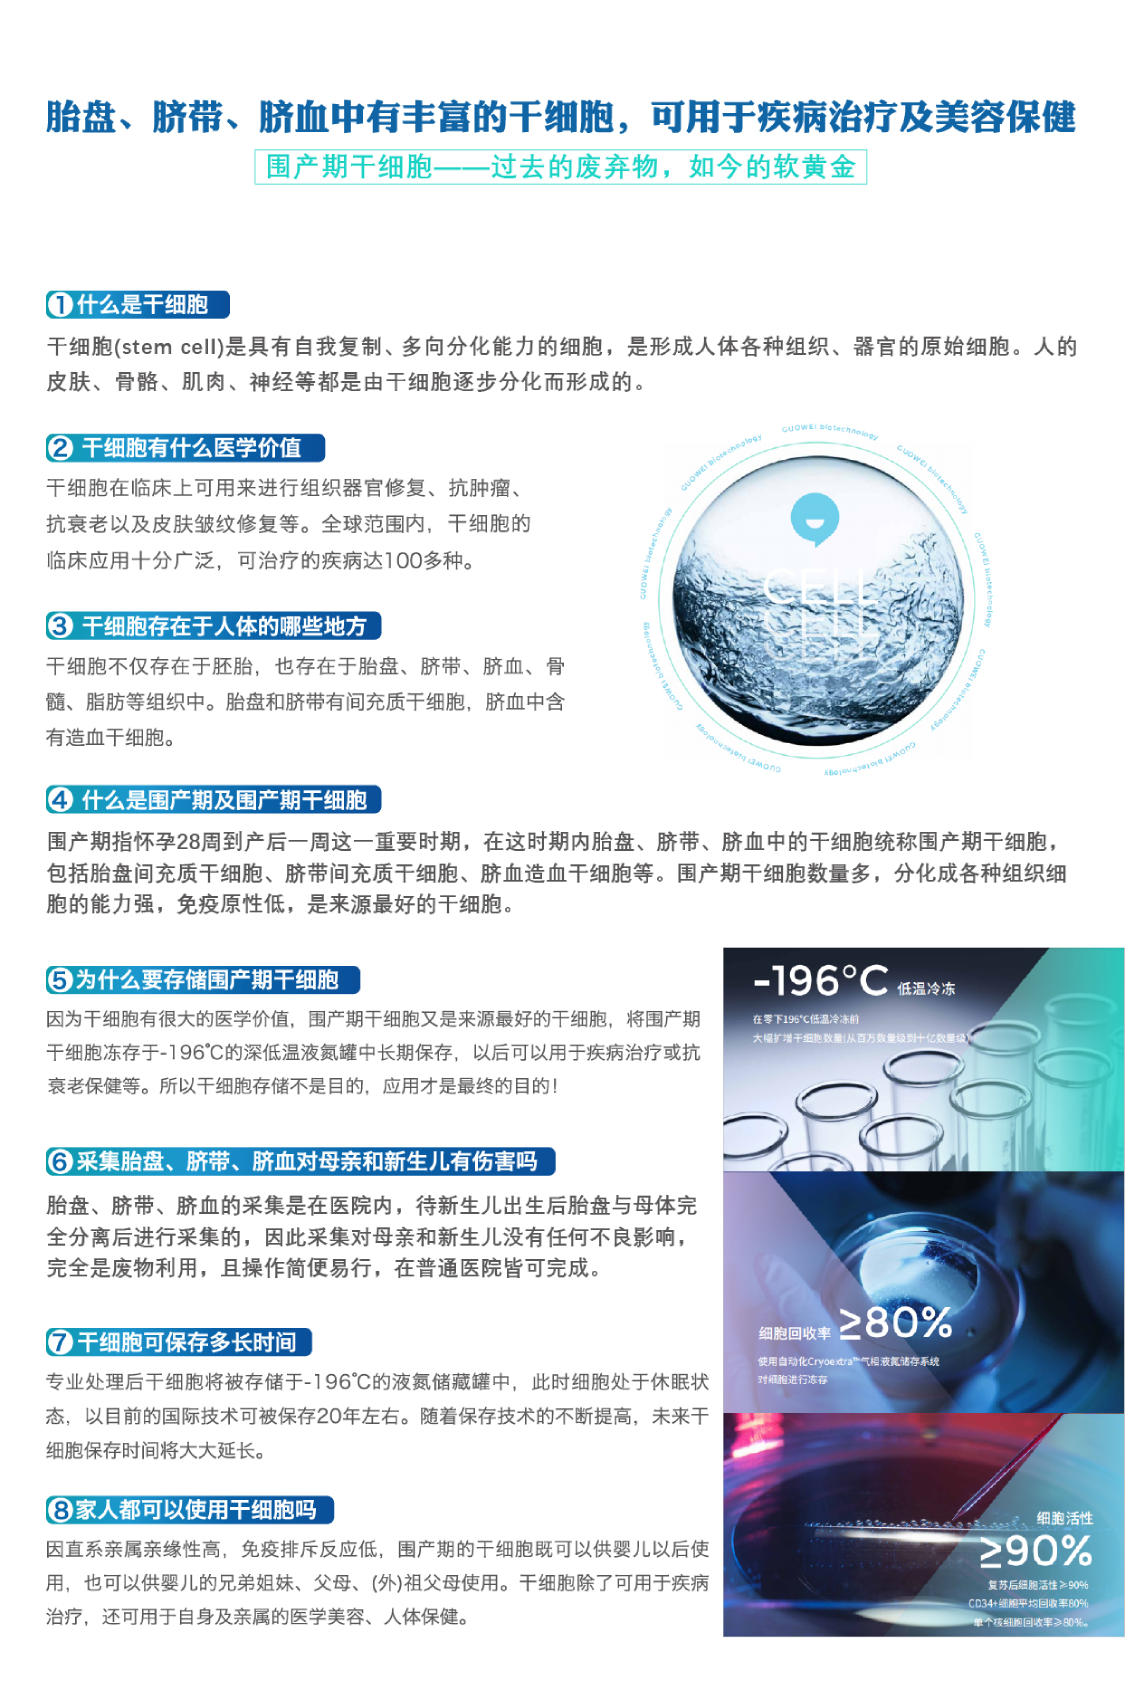 胎盘、脐带、脐血中有丰富的干细胞，可用于疾病治疗及美容保健
围产期干细胞——过去的废弃物，如今的软黄金
①什么是干细胞
干细胞(stem cell)是具有自我复制、多向分化能力的细胞，是形成人体各种组织、器官的原始细胞。人的
皮肤、骨骼、肌肉、神经等都是由干细胞逐步分化而形成的。
② 干细胞有什么医学价值
干细胞在临床上可用来进行组织器官修复、抗肿瘤、
抗衰老以及皮肤皱纹修复等。全球范围内，干细胞的
临床应用十分广泛，可治疗的疾病达100多种。
GUOWEI biotechnology
GUOWEI biotechnology
GUOWEI biotechnology
GUOWEI biotechnology
GUOWEI biotechnology
GUOWEI biotechnology
GUOWEI biotechnology
GUOWEI biotechnology
GUOWEI biotechnology
CELL
CELL
③ 干细胞存在于人体的哪些地方
干细胞不仅存在于胚胎，也存在于胎盘、脐带、脐血、骨
髓、脂肪等组织中。胎盘和脐带有间充质干细胞，脐血中含
有造血干细胞。
④ 什么是围产期及围产期干细胞
围产期指怀孕28周到产后一周这一重要时期，在这时期内胎盘、脐带、脐血中的干细胞统称围产期干细胞，
包括胎盘间充质干细胞、脐带间充质干细胞、脐血造血干细胞等。围产期干细胞数量多，分化成各种组织细
胞的能力强，免疫原性低，是来源最好的干细胞。
⑤为什么要存储围产期干细胞
因为干细胞有很大的医学价值，围产期干细胞又是来源最好的干细胞，将围产期
干细胞冻存于-196℃的深低温液氮罐中长期保存，以后可以用于疾病治疗或抗
衰老保健等。所以干细胞存储不是目的，应用才是最终的目的！
-196°C 低温冷冻
在零下196°C低温冷冻前
大幅扩增干细胞数量(从百万数量级到十亿数量级)
⑥采集胎盘、脐带、脐血对母亲和新生儿有伤害吗
胎盘、脐带、脐血的采集是在医院内，待新生儿出生后胎盘与母体完
全分离后进行采集的，因此采集对母亲和新生儿没有任何不良影响，
完全是废物利用，且操作简便易行，在普通医院皆可完成。
细胞回收率 ≥80%
使用自动化Cryoextra™气相液氮储存系统
对细胞进行冻存
⑦干细胞可保存多长时间
专业处理后干细胞将被存储于-196℃的液氮储藏罐中，此时细胞处于休眠状
态，以目前的国际技术可被保存20年左右。随着保存技术的不断提高，未来干
细胞保存时间将大大延长。
⑧家人都可以使用干细胞吗
因直系亲属亲缘性高，免疫排斥反应低，围产期的干细胞既可以供婴儿以后使
用，也可以供婴儿的兄弟姐妹、父母、(外)祖父母使用。干细胞除了可用于疾病
治疗，还可用于自身及亲属的医学美容、人体保健。
细胞活性
≥90%
复苏后细胞活性≥90%
CD34+细胞平均回收率80%
单个核细胞回收率≥80%。